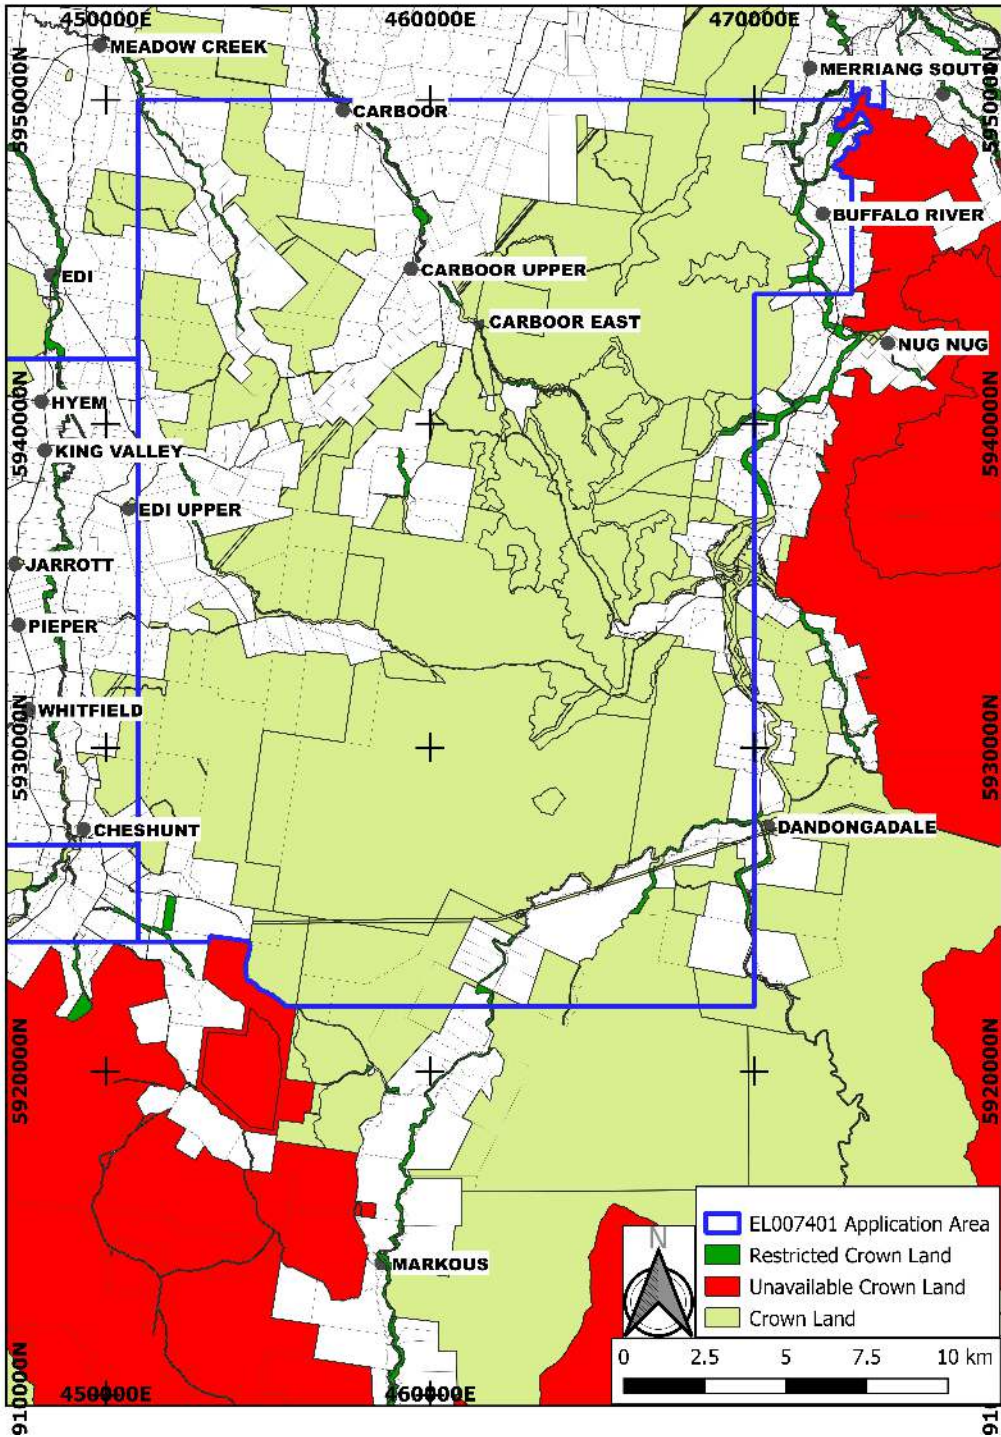 450000E
460000E
470000E
MEADOW CREEK
MERRIANG SOUTH
5950000N
5950000N
CARBOOR
BUFFALO RIVER
EDI
CARBOOR UPPER
CARBOOR EAST
NUG NUG
HYEM
5940000N
5940000N
KING VALLEY
EDI UPPER
JARROTT
PIEPER
WHITFIELD
5930000N
5930000N
CHESHUNT
DANDONGADALE
5920000N
5920000N
MARKOUS
N
EL007401 Application Area
Restricted Crown Land
Unavailable Crown Land
Crown Land
0 2.5 5 7.5 10 km
450000E
460000E
910000N